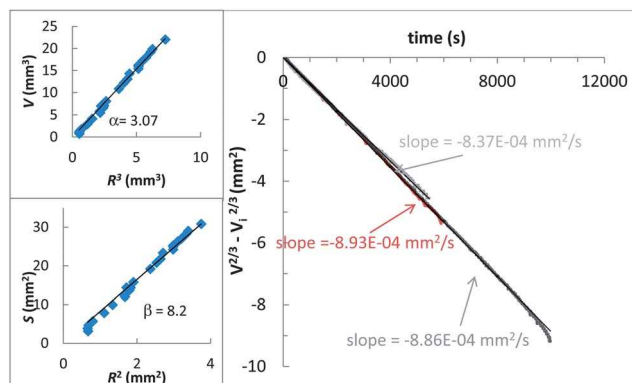 25
20
15
10
5
0
V (mm³)
α= 3.07
0 5 10
R³ (mm³)
40
30
20
10
0
S (mm²)
β = 8.2
0 2 4
R² (mm²)
time (s)
0 4000 8000 12000
0
-2
-4
-6
-8
-10
V^2/3 - V_i^2/3 (mm²)
slope = -8.37E-04 mm²/s
slope =-8.93E-04 mm²/s
slope = -8.86E-04 mm²/s